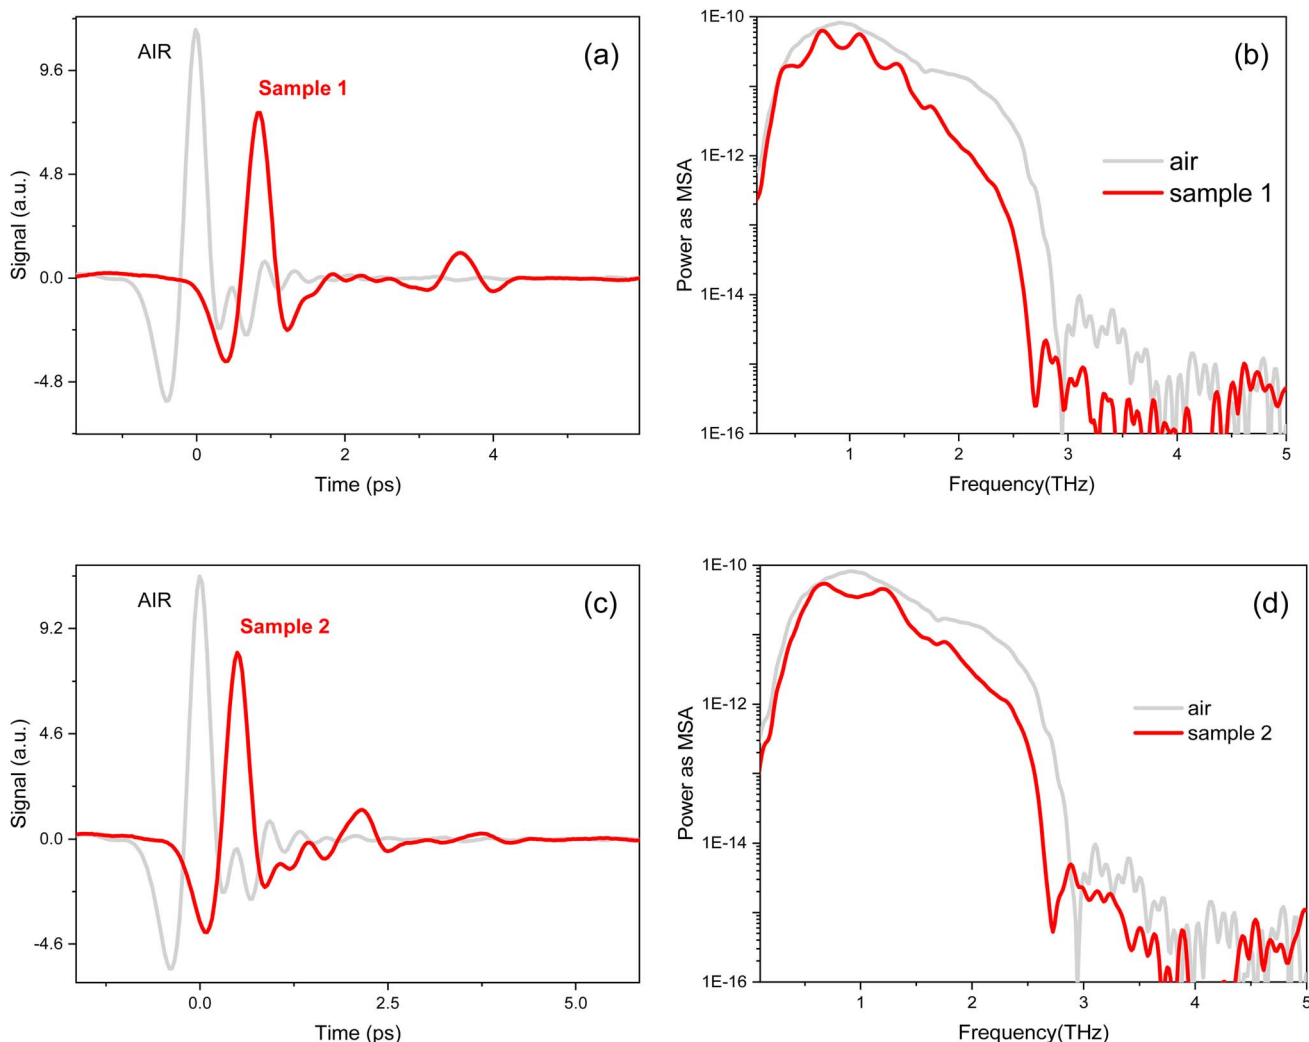 AIR
Sample 1
(a)
9.6
4.8
0.0
-4.8
Signal (a.u.)
0
2
4
Time (ps)
1E-10
1E-12
1E-14
1E-16
Power as MSA
(b)
air
sample 1
1
2
3
4
5
Frequency(THz)
AIR
Sample 2
(c)
9.2
4.6
0.0
-4.6
Signal (a.u.)
0.0
2.5
5.0
Time (ps)
1E-10
1E-12
1E-14
1E-16
Power as MSA
(d)
air
sample 2
1
2
3
4
5
Frequency(THz)